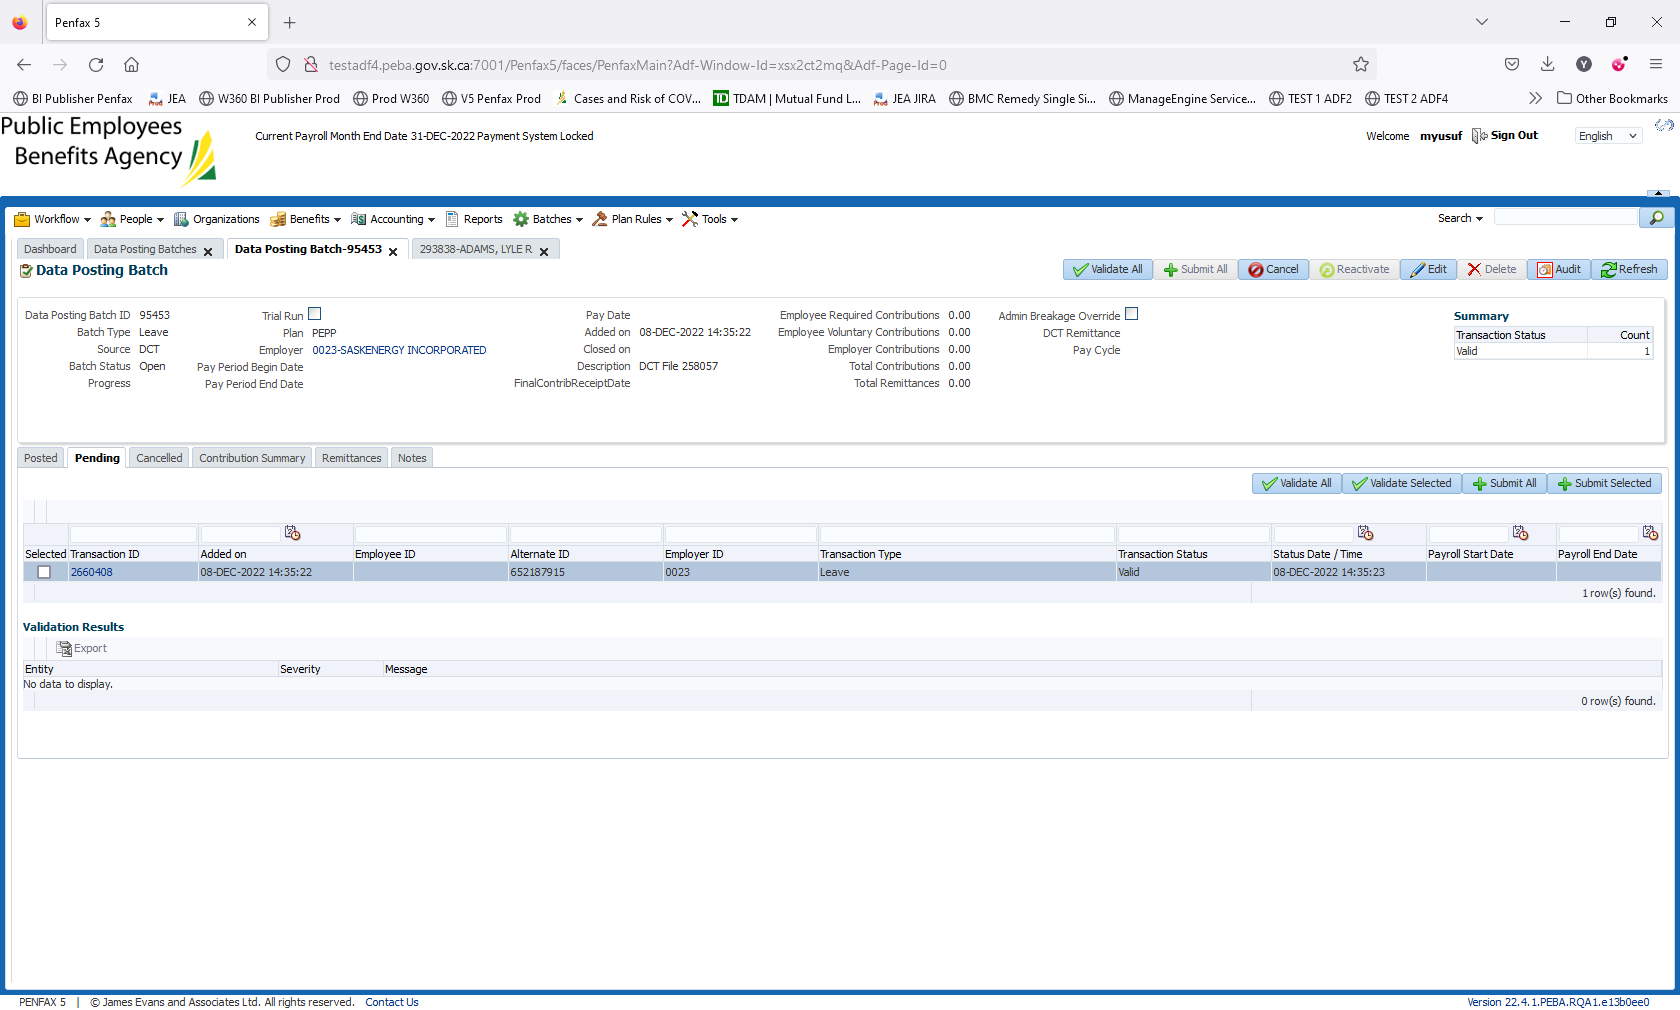 Penfax 5
testadf4.peba.gov.sk.ca:7001/Penfax5/faces/PenfaxMain?Adf-Window-Id=xsx2ct2mq&Adf-Page-Id=0
BI Publisher Penfax JEA W360 BI Publisher Prod Prod W360 V5 Penfax Prod Cases and Risk of COV... TDAM | Mutual Fund L... JEA JIRA BMC Remedy Single Si... ManageEngine Service... TEST 1 ADF2 TEST 2 ADF4 Other Bookmarks
Public Employees
Benefits Agency
Current Payroll Month End Date 31-DEC-2022 Payment System Locked
Welcome myusuf Sign Out English
Workflow People Organizations Benefits Accounting Reports Batches Plan Rules Tools Search
Dashboard Data Posting Batches Data Posting Batch-95453 293838-ADAMS, LYLE R
Data Posting Batch
Validate All Submit All Cancel Reactivate Edit Delete Audit Refresh
Data Posting Batch ID 95453
Batch Type Leave
Source DCT
Batch Status Open
Progress
Trial Run
Plan PEPP
Employer 0023-SASKENERGY INCORPORATED
Pay Period Begin Date
Pay Period End Date
Pay Date
Added on 08-DEC-2022 14:35:22
Closed on
Description DCT File 258057
FinalContribReceiptDate
Employee Required Contributions 0.00
Employee Voluntary Contributions 0.00
Employer Contributions 0.00
Total Contributions 0.00
Total Remittances 0.00
Admin Breakage Override
DCT Remittance
Pay Cycle
Summary
Transaction Status Count
Valid 1
Posted Pending Cancelled Contribution Summary Remittances Notes
Validate All Validate Selected Submit All Submit Selected
Selected Transaction ID Added on Employee ID Alternate ID Employer ID Transaction Type Transaction Status Status Date / Time Payroll Start Date Payroll End Date
2660408 08-DEC-2022 14:35:22 652187915 0023 Leave Valid 08-DEC-2022 14:35:23
1 row(s) found.
Validation Results
Export
Entity Severity Message
No data to display.
0 row(s) found.
PENFAX 5 | © James Evans and Associates Ltd. All rights reserved. Contact Us
Version 22.4.1.PEBA.RQA1.e13b0ee0